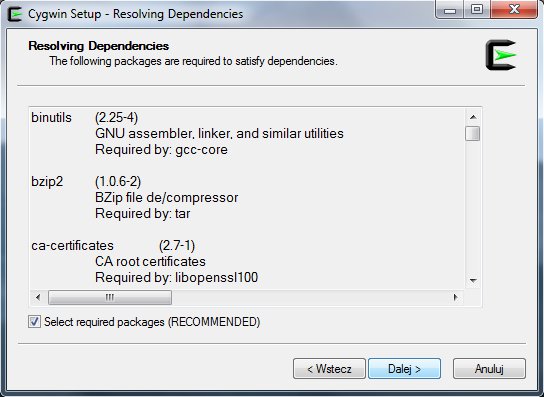 Cygwin Setup - Resolving Dependencies
Resolving Dependencies
The following packages are required to satisfy dependencies.
binutils (2.25-4)
GNU assembler, linker, and similar utilities
Required by: gcc-core
bzip2 (1.0.6-2)
BZip file de/compressor
Required by: tar
ca-certificates (2.7-1)
CA root certificates
Required by: libopenssl100
Select required packages (RECOMMENDED)
< Wstecz Dalej > Anuluj